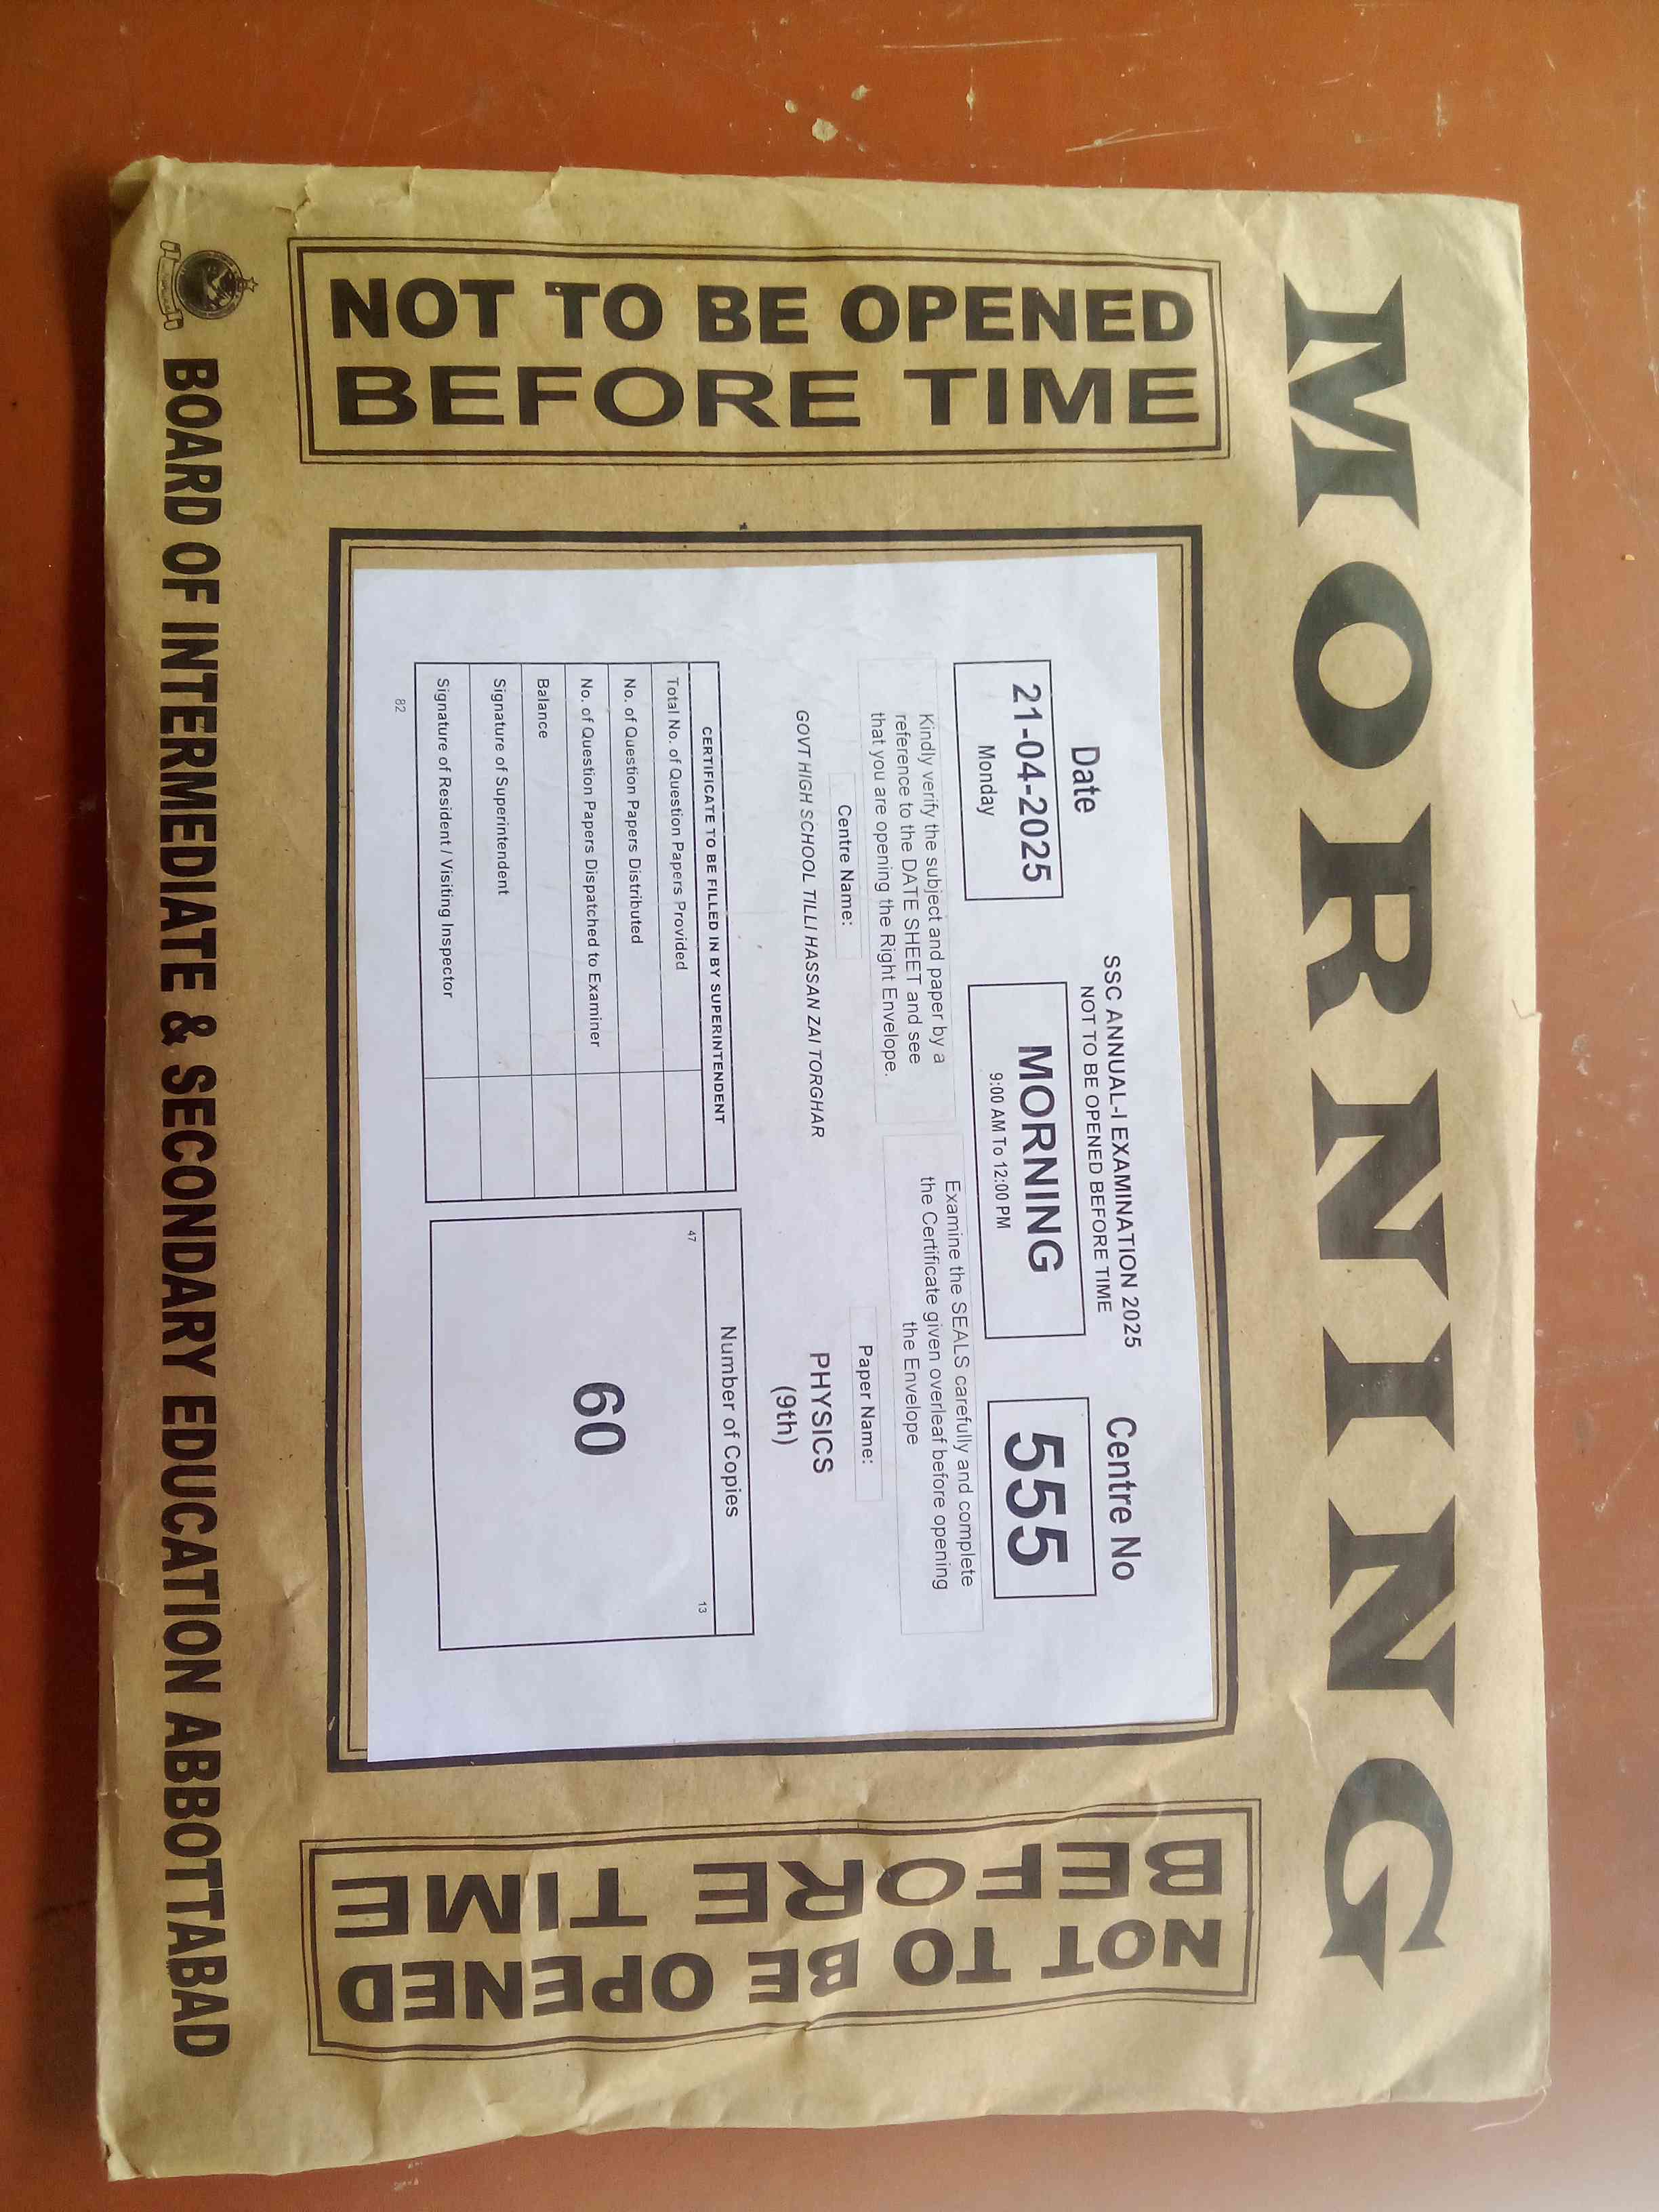 MORNING
NOT TO BE OPENED
BEFORE TIME
SSC ANNUAL-I EXAMINATION 2025
NOT TO BE OPENED BEFORE TIME
Date
21-04-2025
Monday
MORNING
9:00 AM To 12:00 PM
Centre No
555
Kindly verify the subject and paper by a
reference to the DATE SHEET and see
that you are opening the Right Envelope.
Examine the SEALS carefully and complete
the Certificate given overleaf before opening
the Envelope
Centre Name:
GOVT HIGH SCHOOL TILLI HASSAN ZAI TORGHAR
Paper Name:
PHYSICS
(9th)
CERTIFICATE TO BE FILLED IN BY SUPERINTENDENT
Total No. of Question Papers Provided
No. of Question Papers Distributed
No. of Question Papers Dispatched to Examiner
Balance
Signature of Superintendent
Signature of Resident / Visiting Inspector
82
Number of Copies
47
13
60
NOT TO BE OPENED
BEFORE TIME
BOARD OF INTERMEDIATE & SECONDARY EDUCATION ABBOTTABAD